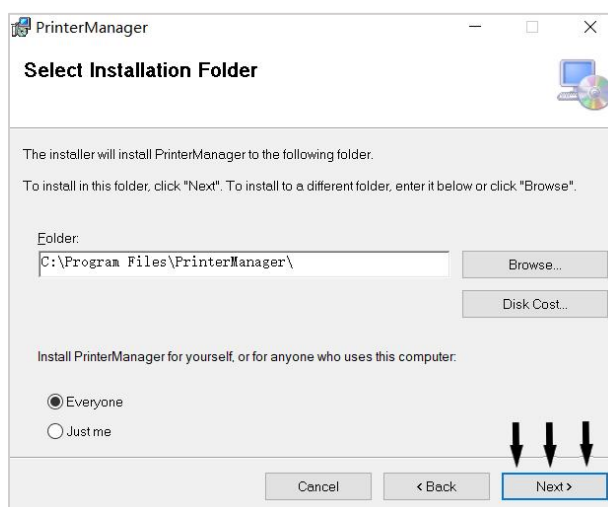 PrinterManager
Select Installation Folder
The installer will install PrinterManager to the following folder.
To install in this folder, click "Next". To install to a different folder, enter it below or click "Browse".
Folder:
C:\Program Files\PrinterManager\
Browse...
Disk Cost...
Install PrinterManager for yourself, or for anyone who uses this computer:
Everyone
Just me
Cancel
< Back
Next >